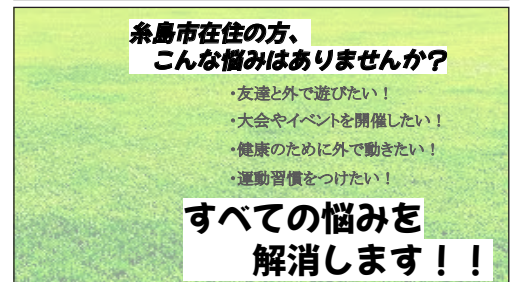 糸島市在住の方、
こんな悩みはありませんか？
・友達と外で遊びたい！
・大会やイベントを開催したい！
・健康のために外で動きたい！
・運動習慣をつけたい！
すべての悩みを
解消します！！